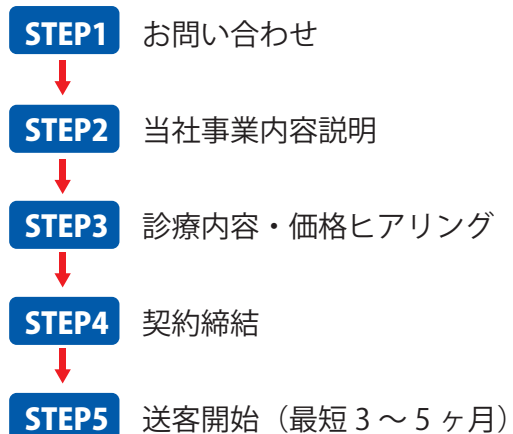 STEP1 お問い合わせ
STEP2 当社事業内容説明
STEP3 診療内容・価格ヒアリング
STEP4 契約締結
STEP5 送客開始（最短 3 ～ 5 ヶ月）